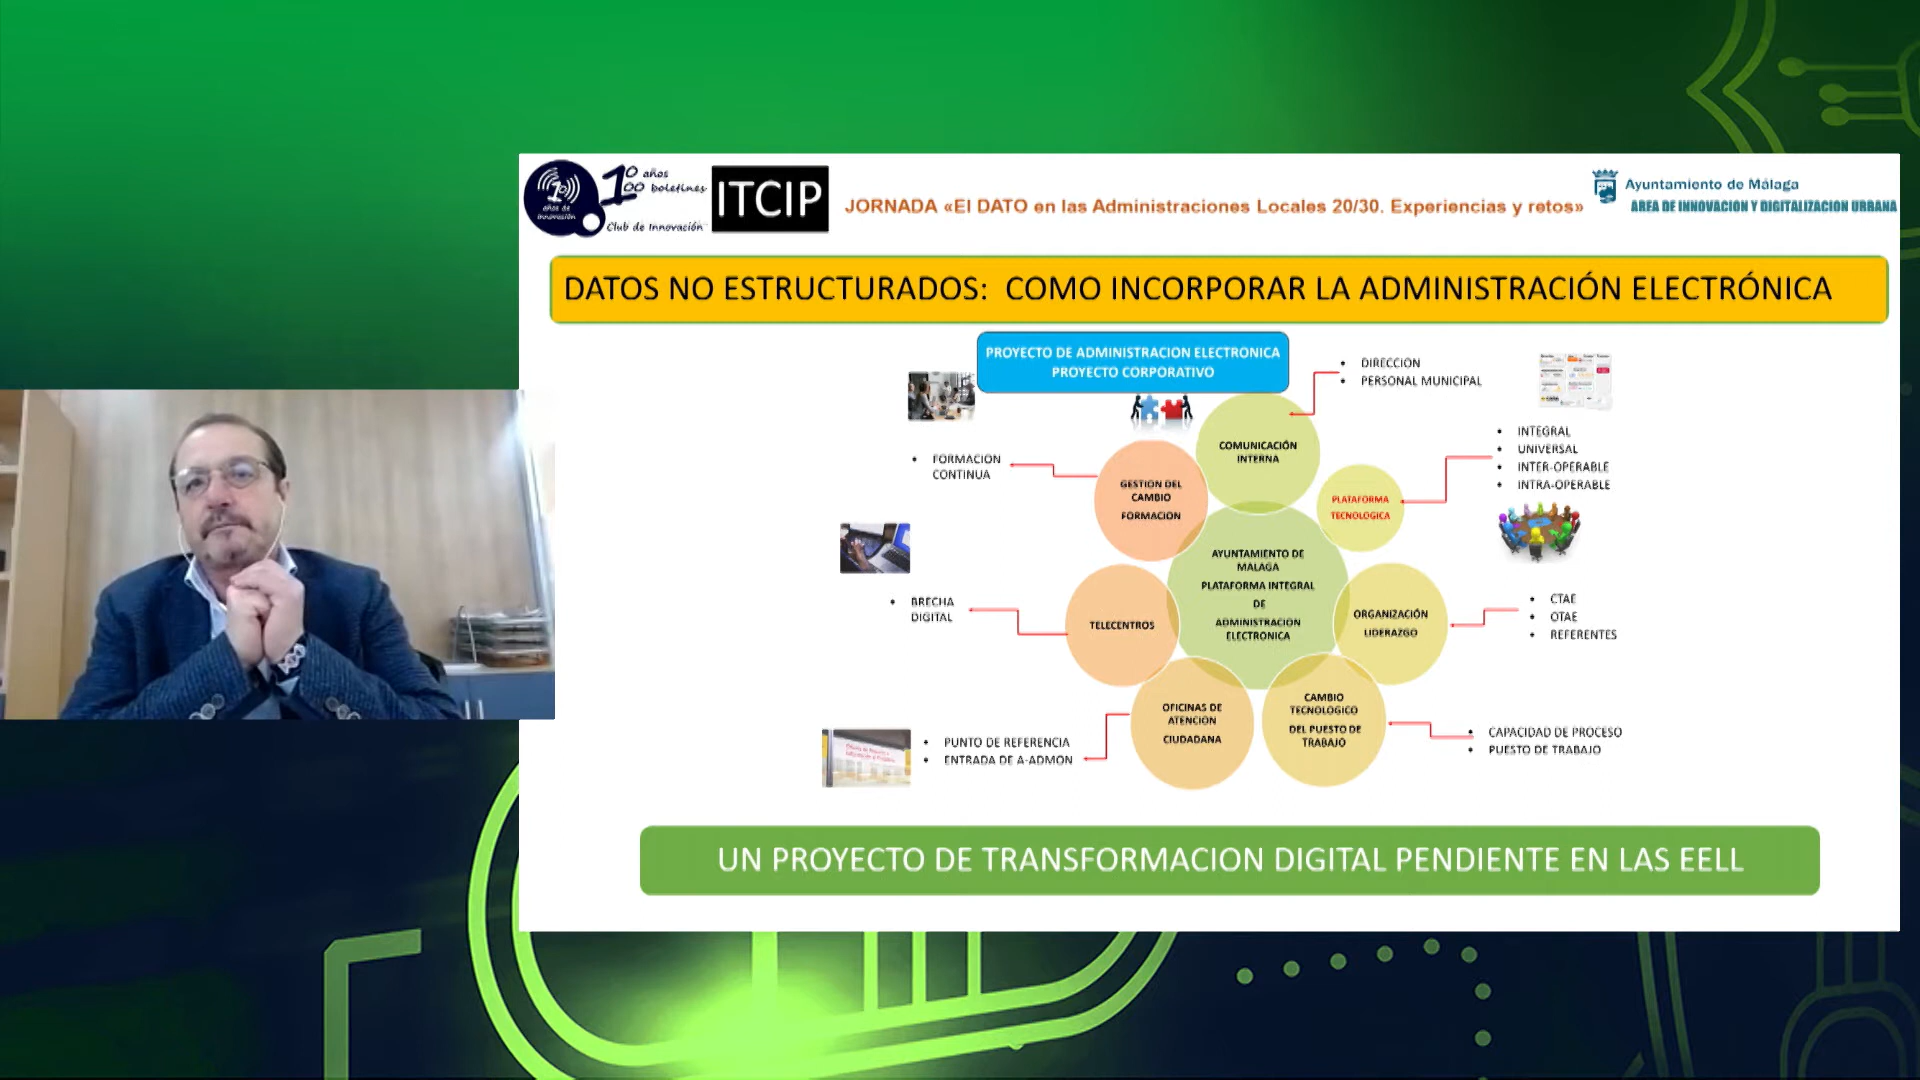 10 años
100 boletines
años de
innovación
Club de Innovación
ITCIP
JORNADA «El DATO en las Administraciones Locales 20/30. Experiencias y retos»
Ayuntamiento de Málaga
AREA DE INNOVACION Y DIGITALIZACION URBANA
DATOS NO ESTRUCTURADOS: COMO INCORPORAR LA ADMINISTRACIÓN ELECTRÓNICA
PROYECTO DE ADMINISTRACION ELECTRONICA
PROYECTO CORPORATIVO
• DIRECCION
• PERSONAL MUNICIPAL
COMUNICACIÓN
INTERNA
• INTEGRAL
• UNIVERSAL
• INTER-OPERABLE
• INTRA-OPERABLE
PLATAFORMA
TECNOLOGICA
• FORMACION
CONTINUA
GESTION DEL
CAMBIO
FORMACION
AYUNTAMIENTO DE
MALAGA
PLATAFORMA INTEGRAL
DE
ADMINISTRACION
ELECTRONICA
• BRECHA
DIGITAL
TELECENTROS
ORGANIZACIÓN
LIDERAZGO
• CTAE
• OTAE
• REFERENTES
OFICINAS DE
ATENCION
CIUDADANA
CAMBIO
TECNOLOGICO
DEL PUESTO DE
TRABAJO
• PUNTO DE REFERENCIA
• ENTRADA DE A-ADMON
• CAPACIDAD DE PROCESO
• PUESTO DE TRABAJO
UN PROYECTO DE TRANSFORMACION DIGITAL PENDIENTE EN LAS EELL